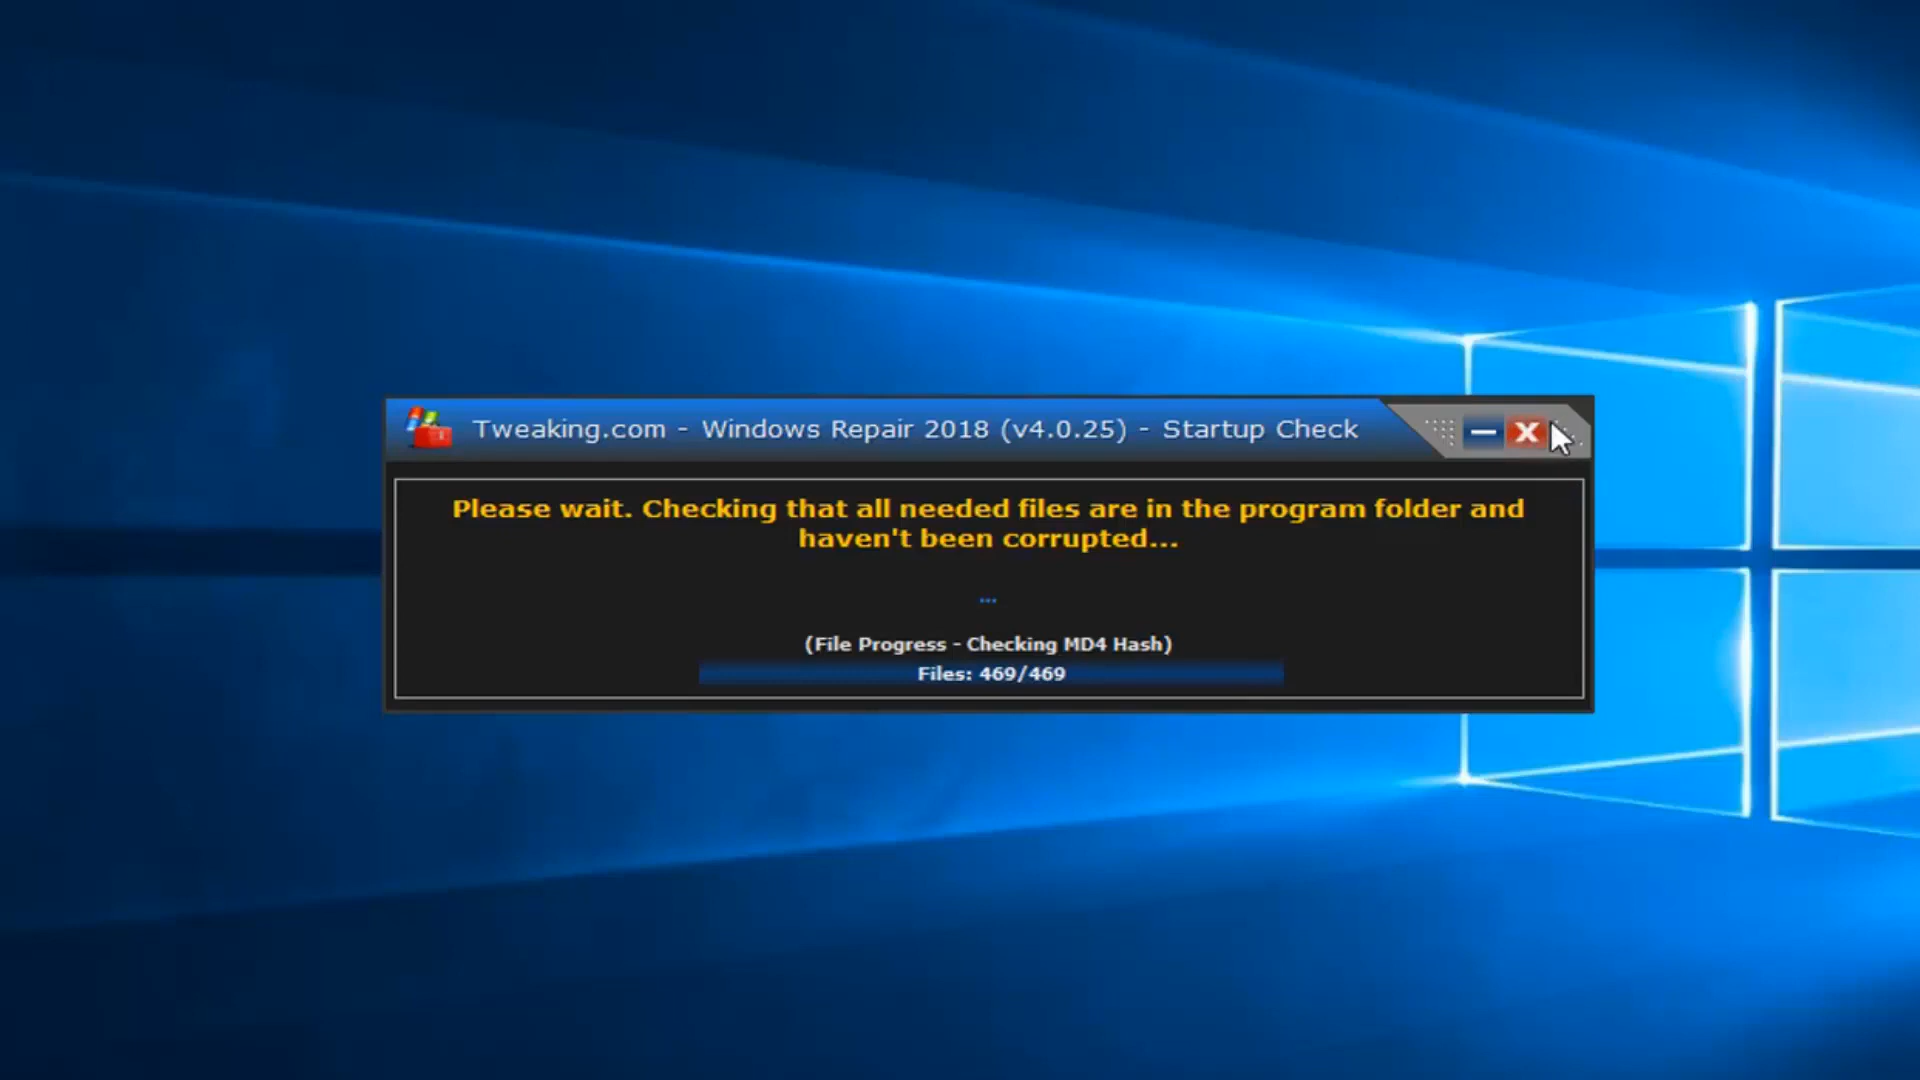 Tweaking.com - Windows Repair 2018 (v4.0.25) - Startup Check
Please wait. Checking that all needed files are in the program folder and
haven't been corrupted...
...
(File Progress - Checking MD4 Hash)
Files: 469/469